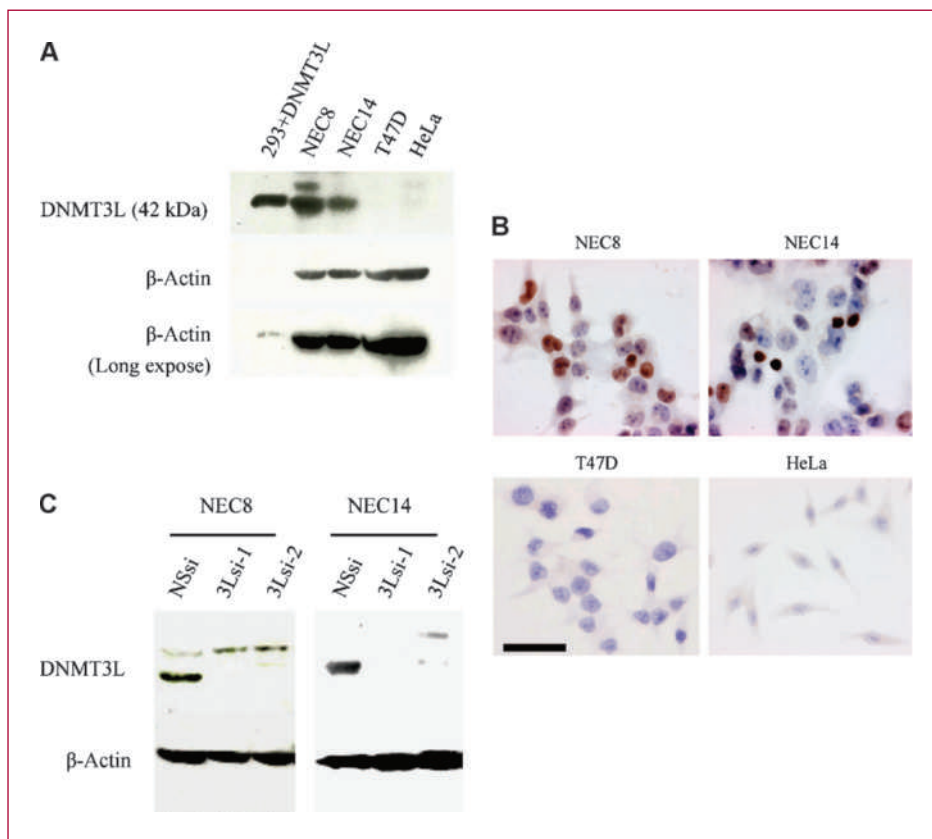 A
293+DNMT3L
NEC8
NEC14
T47D
HeLa
DNMT3L (42 kDa)
β-Actin
β-Actin
(Long expose)
B
NEC8
NEC14
T47D
HeLa
C
NEC8
NEC14
NSsi
3Lsi-1
3Lsi-2
NSsi
3Lsi-1
3Lsi-2
DNMT3L
β-Actin